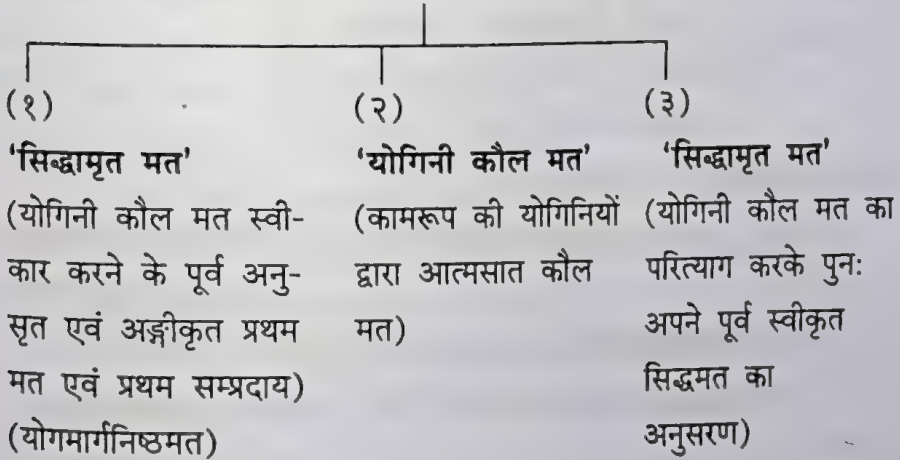 (१)
'सिद्धामृत मत'
(योगिनी कौल मत स्वी-
कार करने के पूर्व अनु-
सृत एवं अङ्गीकृत प्रथम
मत एवं प्रथम सम्प्रदाय)
(योगमार्गनिष्ठमत)
(२)
'योगिनी कौल मत'
(कामरूप की योगिनियों
द्वारा आत्मसात कौल
मत)
(३)
'सिद्धामृत मत'
(योगिनी कौल मत का
परित्याग करके पुनः
अपने पूर्व स्वीकृत
सिद्धमत का
अनुसरण)